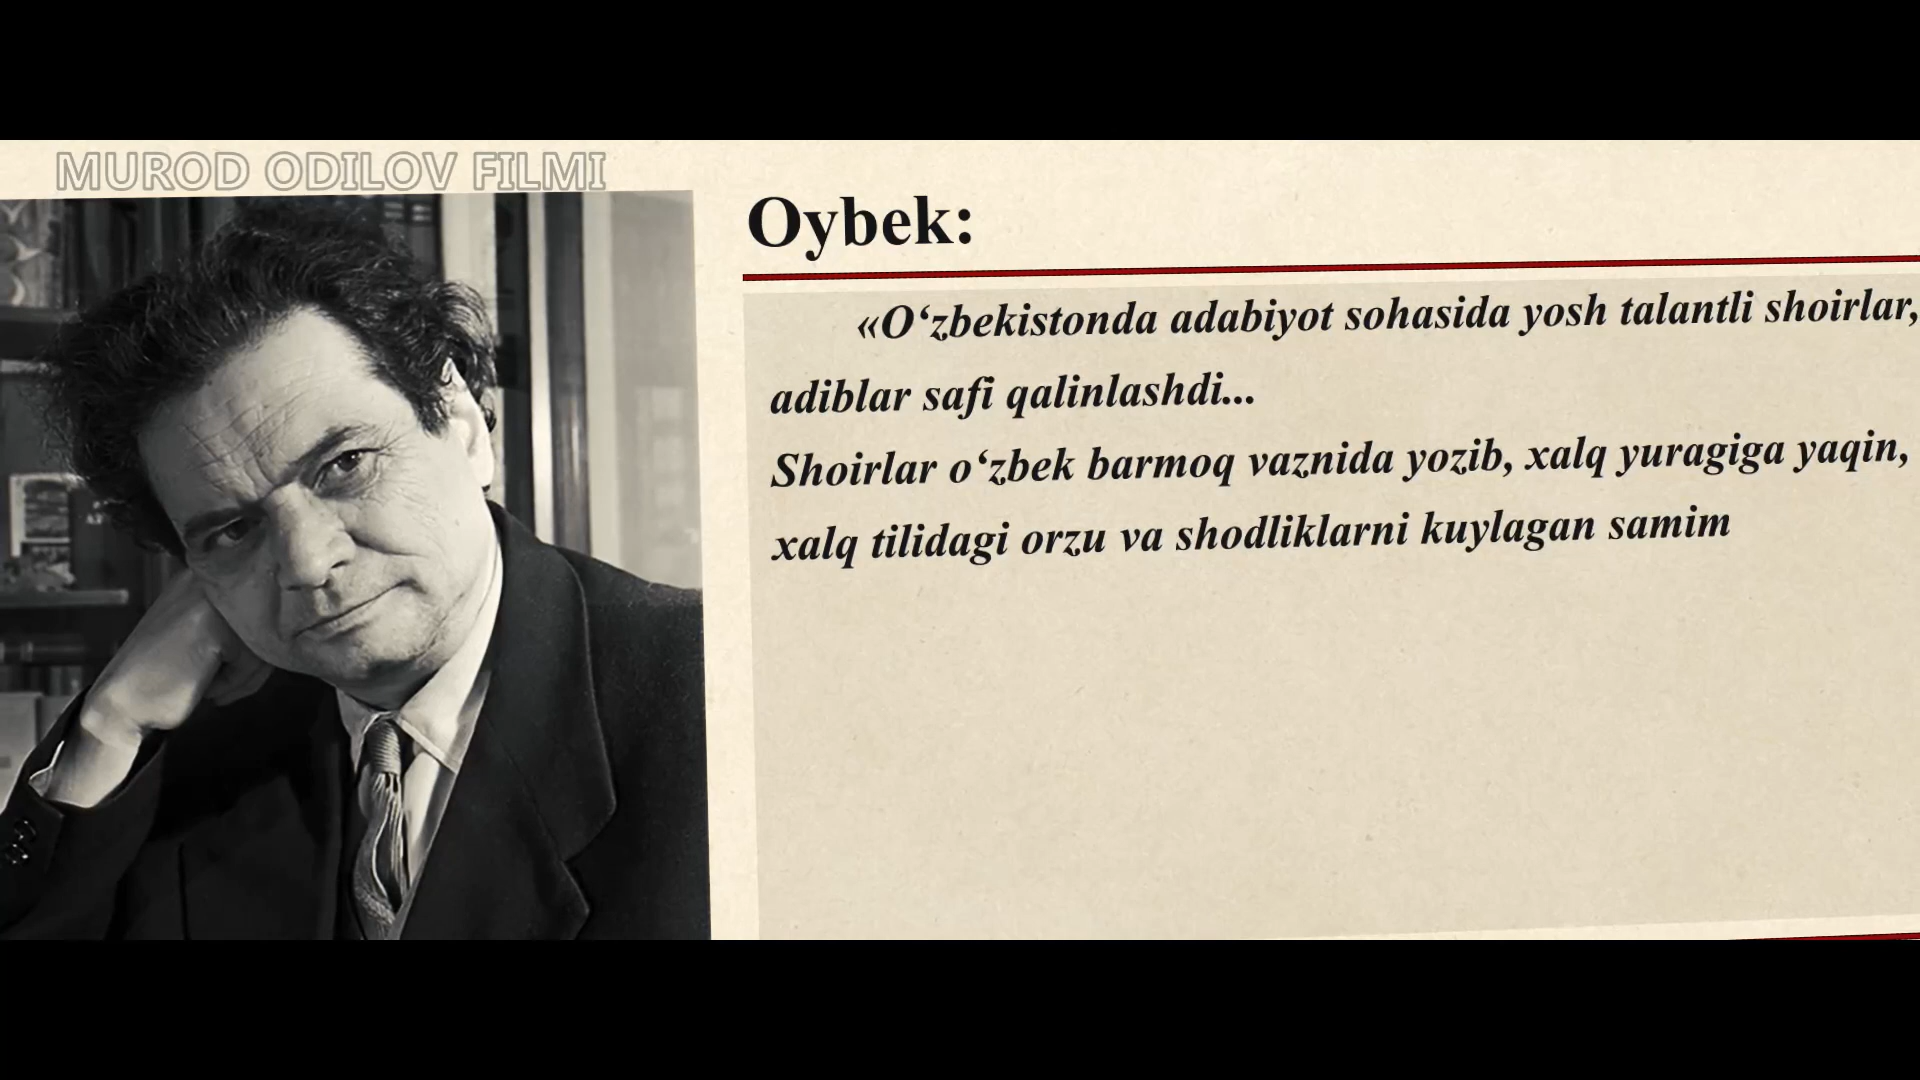 MUROD ODILOV FILMI
Oybek:
«O‘zbekistonda adabiyot sohasida yosh talantli shoirlar,
adiblar safi qalinlashdi...
Shoirlar o‘zbek barmoq vaznida yozib, xalq yuragiga yaqin,
xalq tilidagi orzu va shodliklarni kuylagan samim